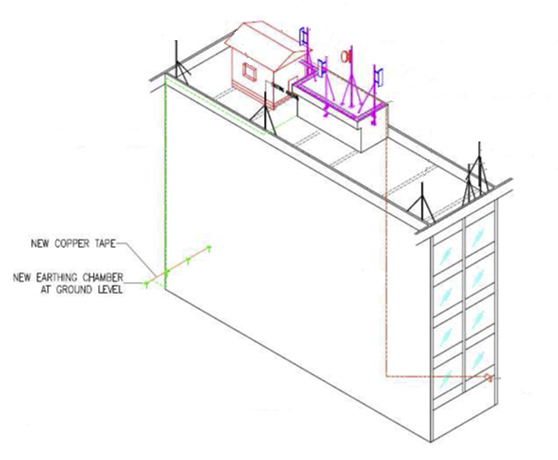 NEW COPPER TAPE
NEW EARTHING CHAMBER
AT GROUND LEVEL